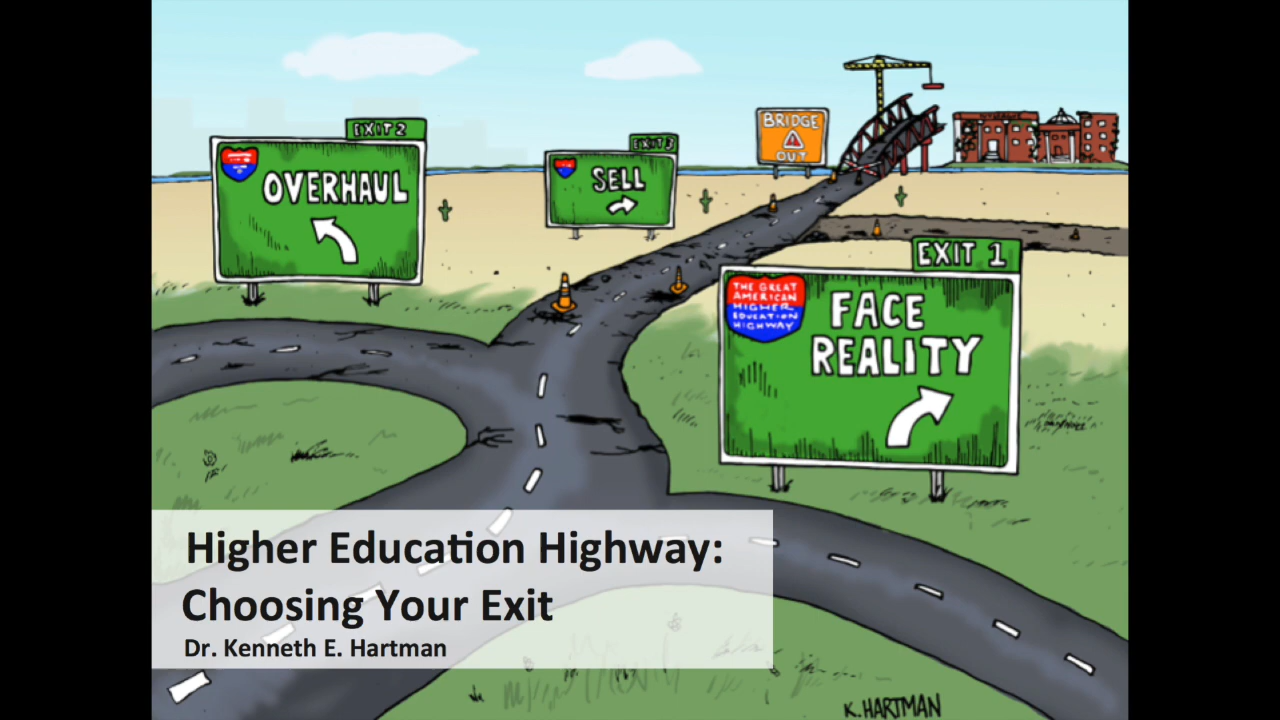 EXIT 2
OVERHAUL
EXIT 3
SELL
BRIDGE
OUT
EXIT 1
THE GREAT
AMERICAN
HIGHER
EDUCATION
HIGHWAY
FACE
REALITY
Higher Education Highway:
Choosing Your Exit
Dr. Kenneth E. Hartman
K. HARTMAN